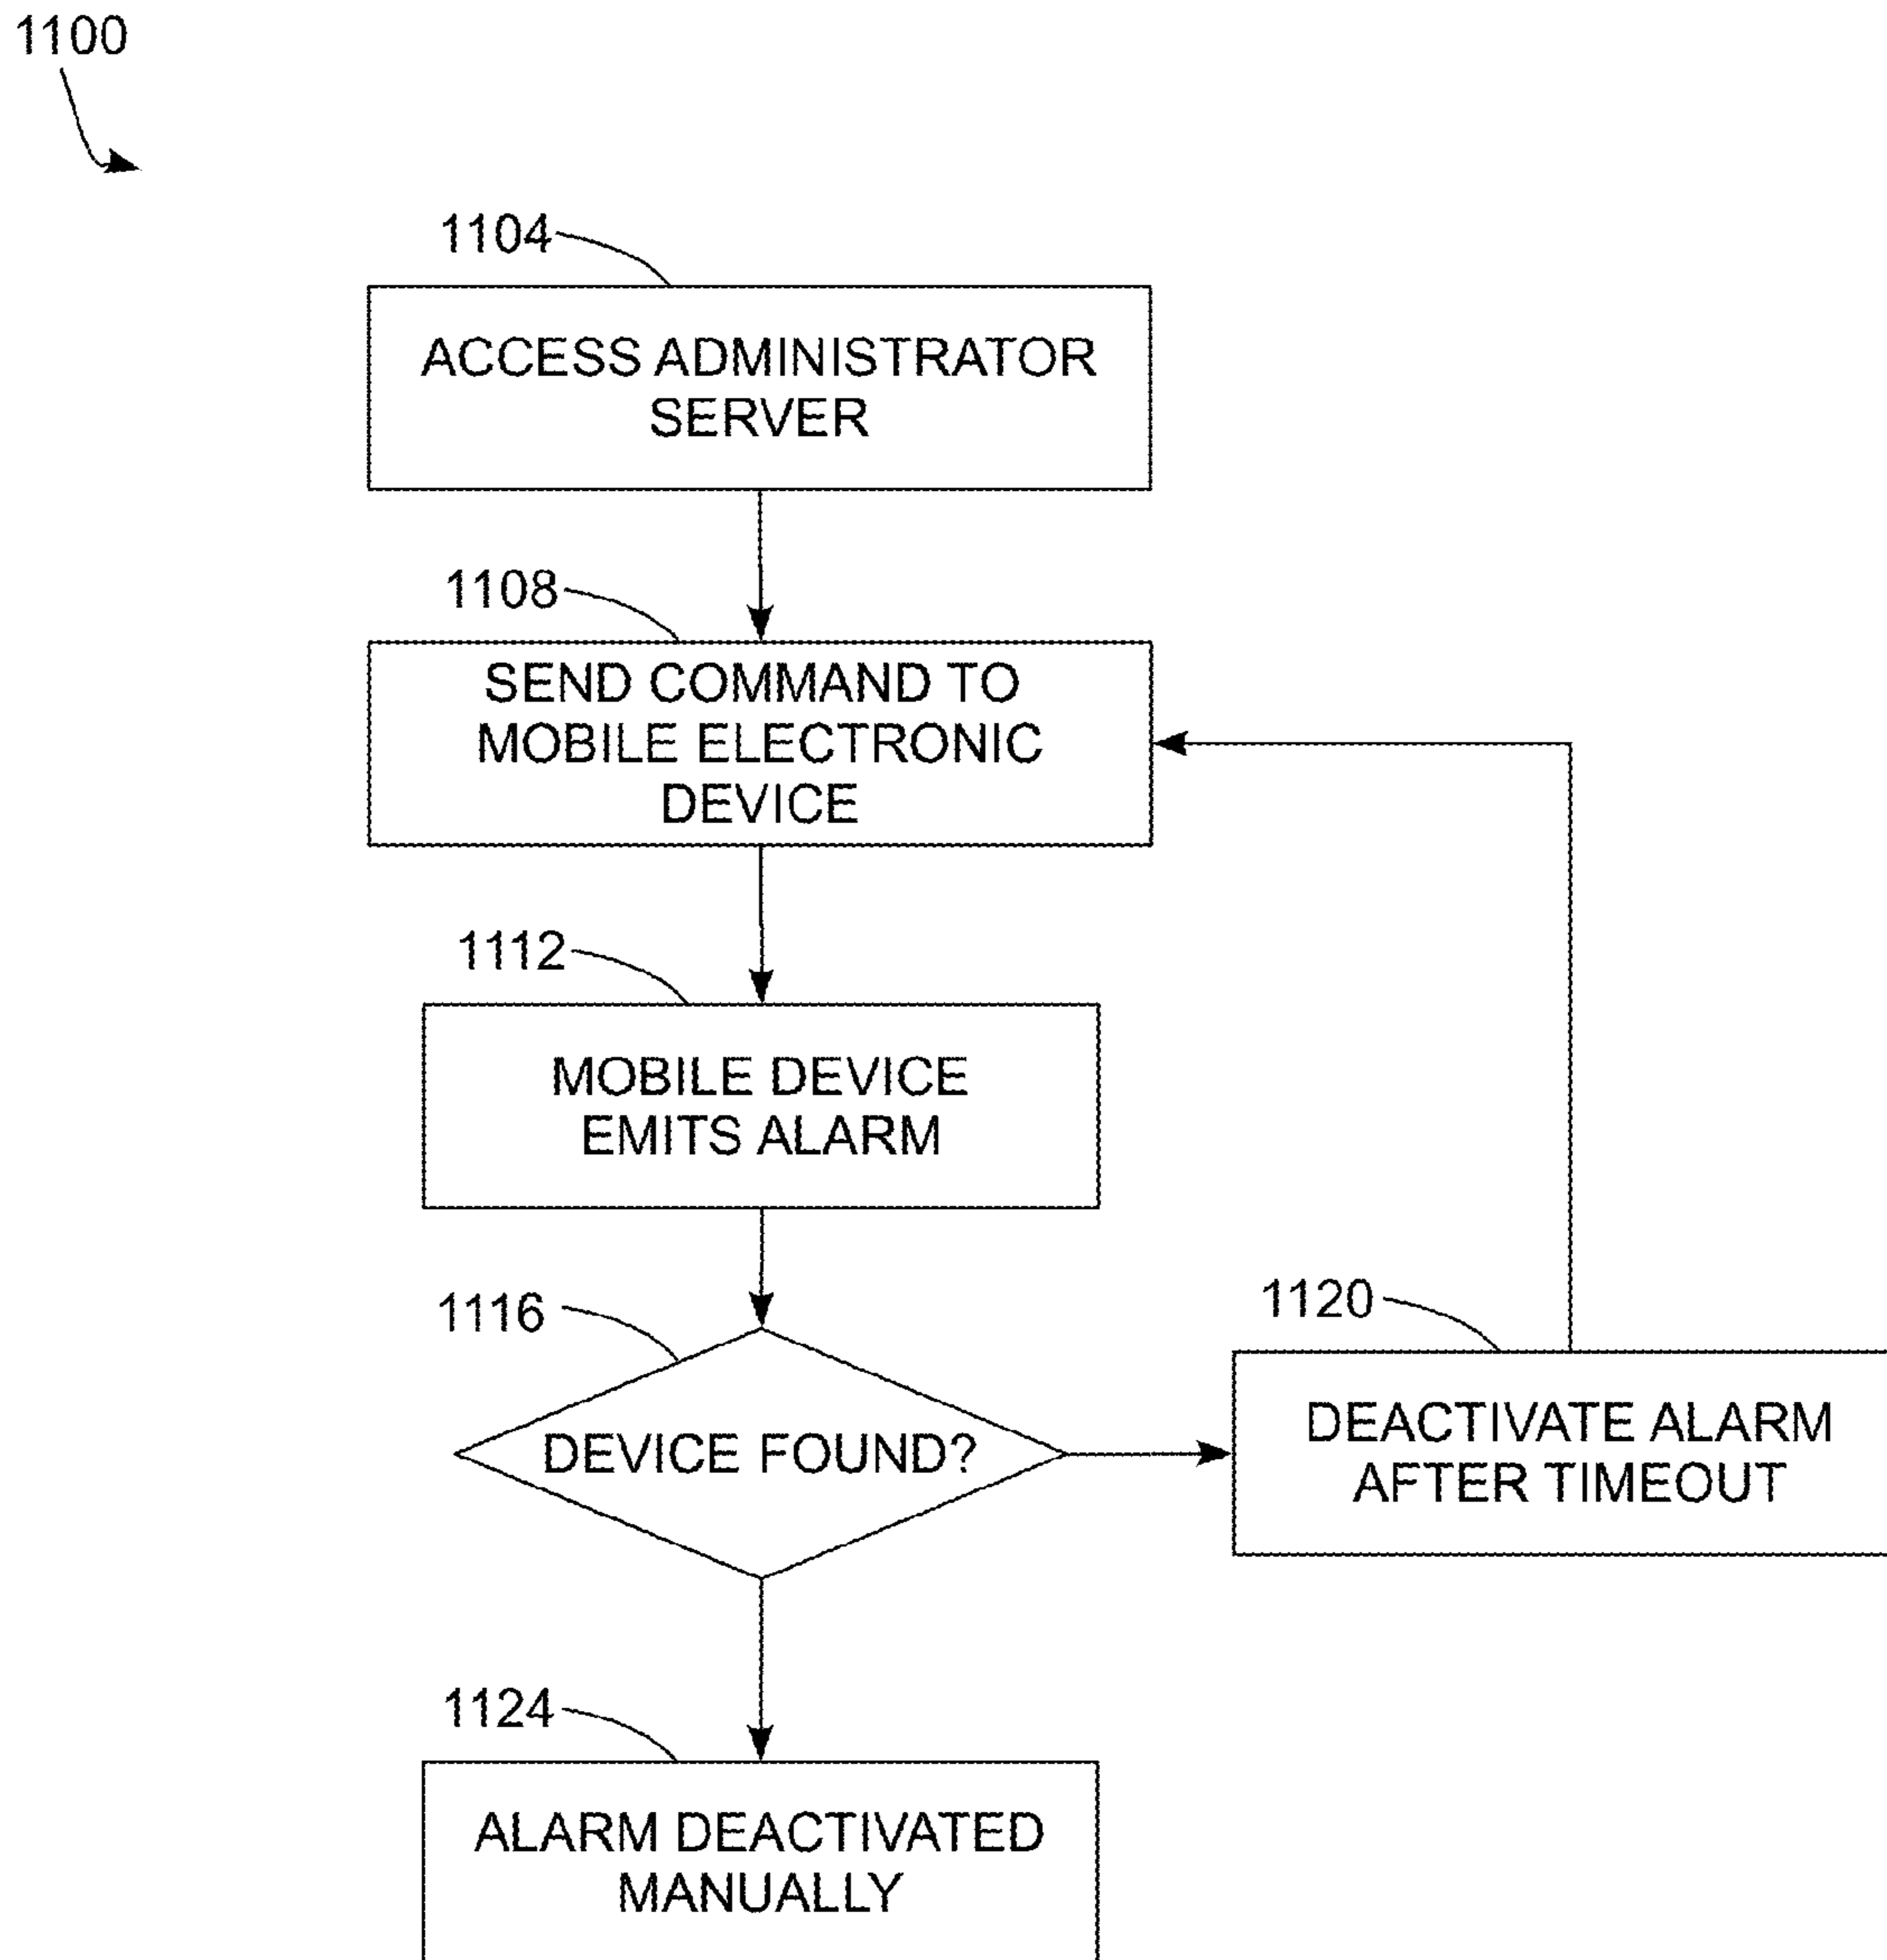 1100
1104
ACCESS ADMINISTRATOR
SERVER
1108
SEND COMMAND TO
MOBILE ELECTRONIC
DEVICE
1112
MOBILE DEVICE
EMITS ALARM
1116
DEVICE FOUND?
1120
DEACTIVATE ALARM
AFTER TIMEOUT
1124
ALARM DEACTIVATED
MANUALLY